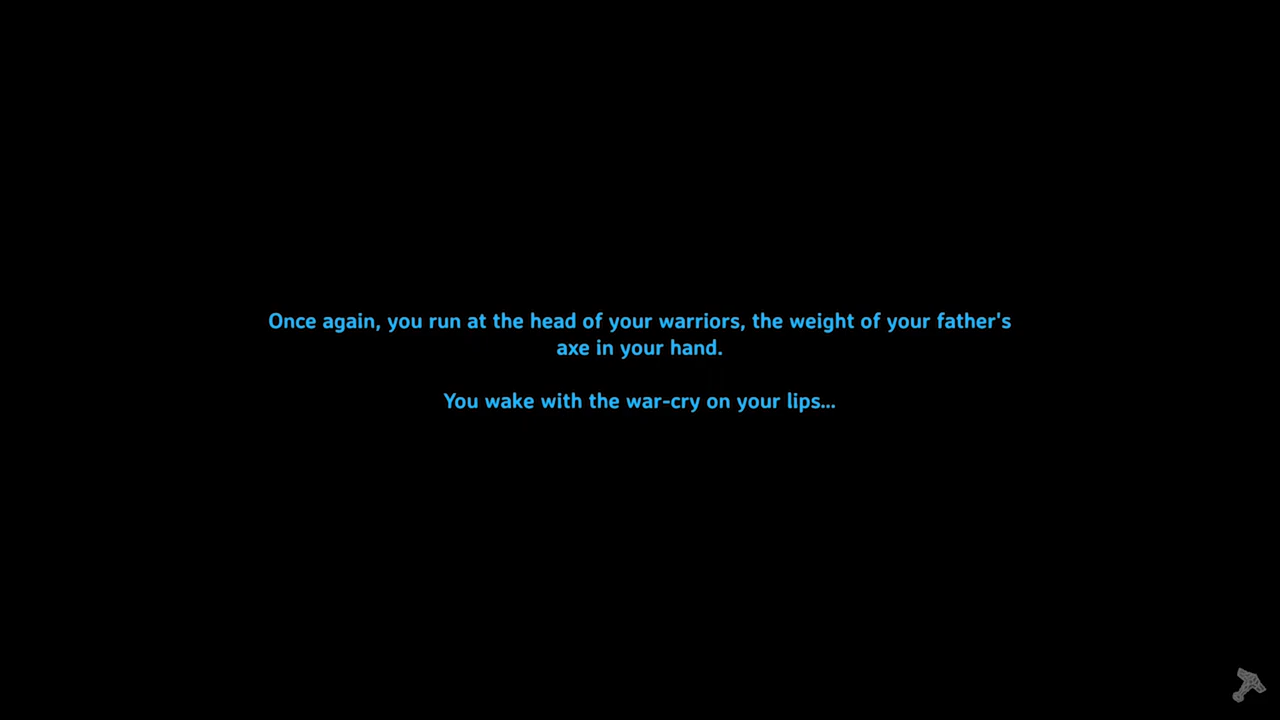 Once again, you run at the head of your warriors, the weight of your father's
axe in your hand.
You wake with the war-cry on your lips...